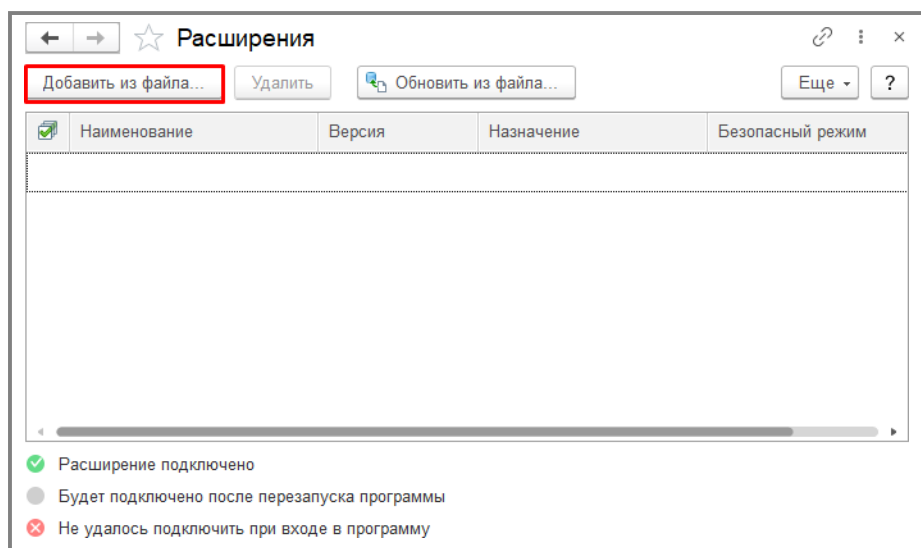 Расширения
Добавить из файла... Удалить Обновить из файла... Еще ?
Наименование Версия Назначение Безопасный режим
Расширение подключено
Будет подключено после перезапуска программы
Не удалось подключить при входе в программу